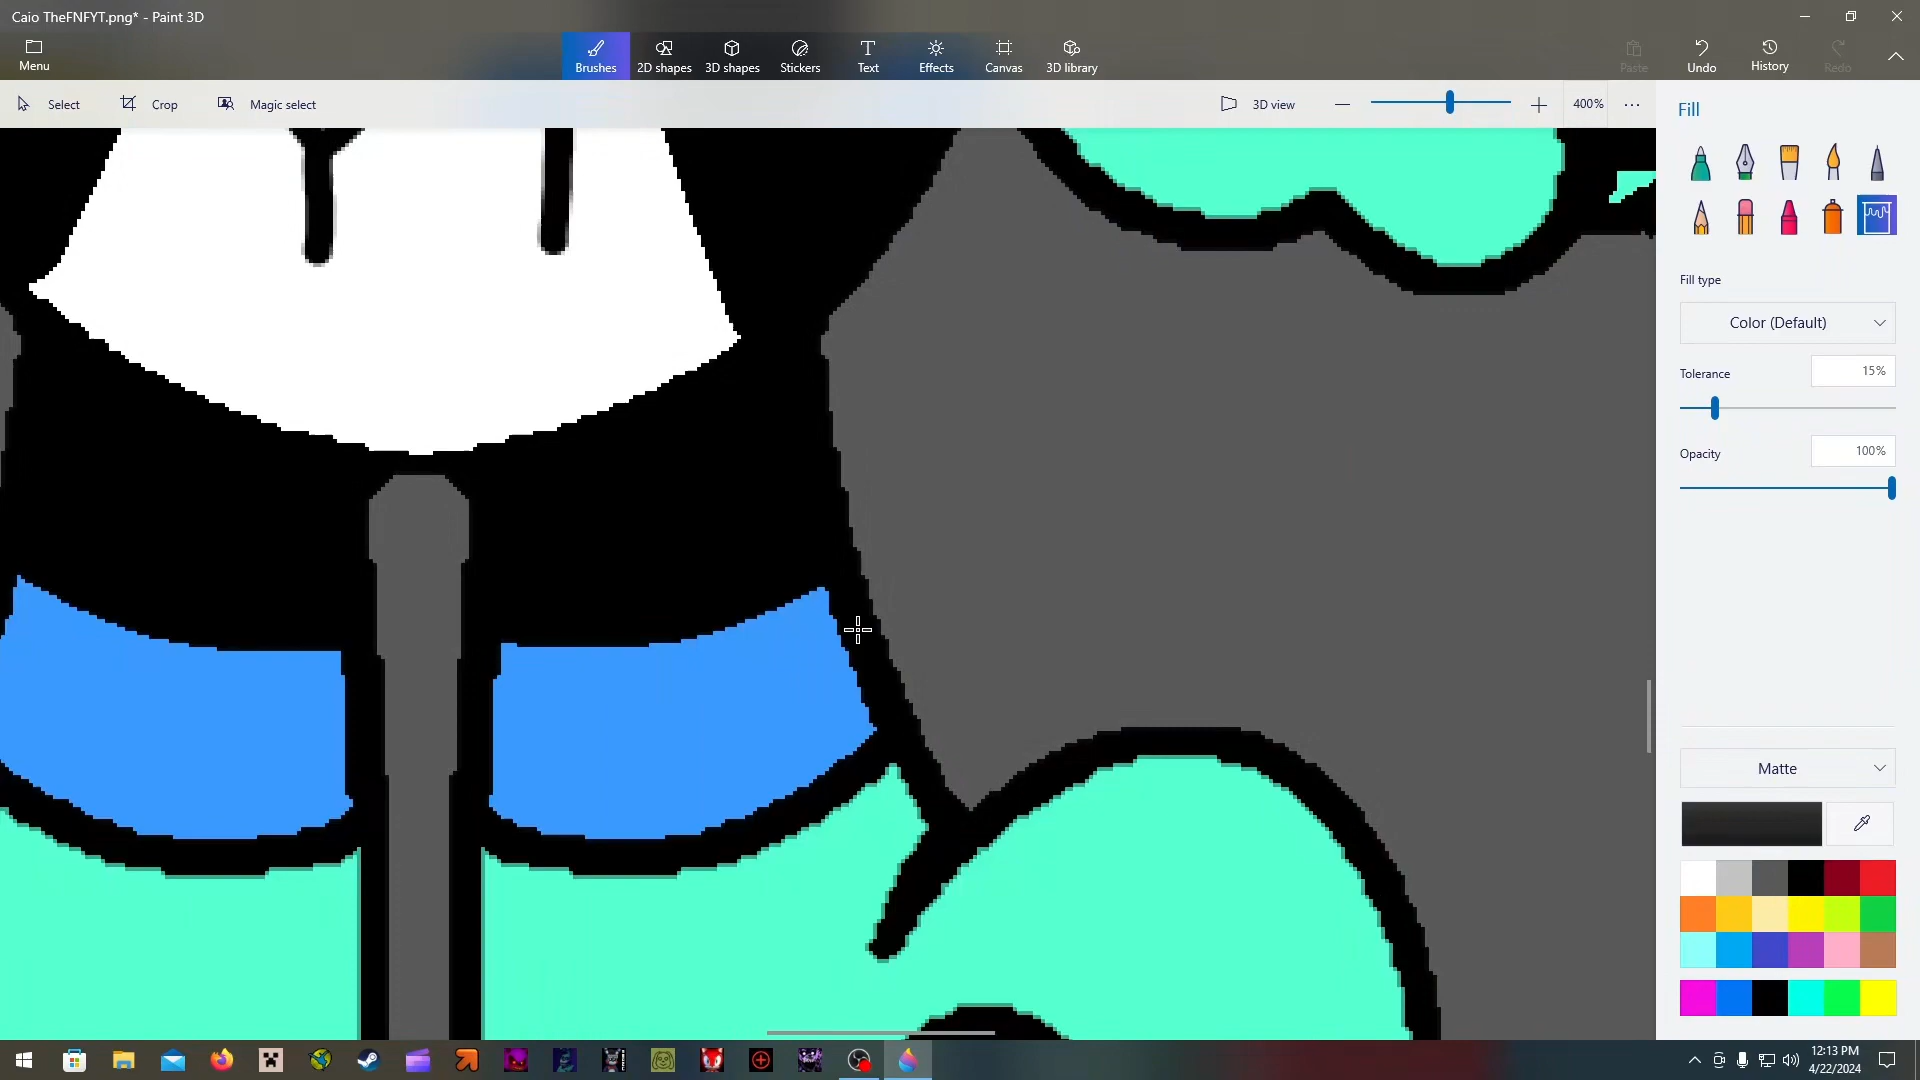 Caio TheFNFYT.png* - Paint 3D
Menu
Brushes
2D shapes
3D shapes
Stickers
Text
Effects
Canvas
3D library
Paste
Undo
History
Redo
Select
Crop
Magic select
3D view
400%
Fill
Fill type
Color (Default)
Tolerance
15%
Opacity
100%
Matte
12:13 PM
4/22/2024